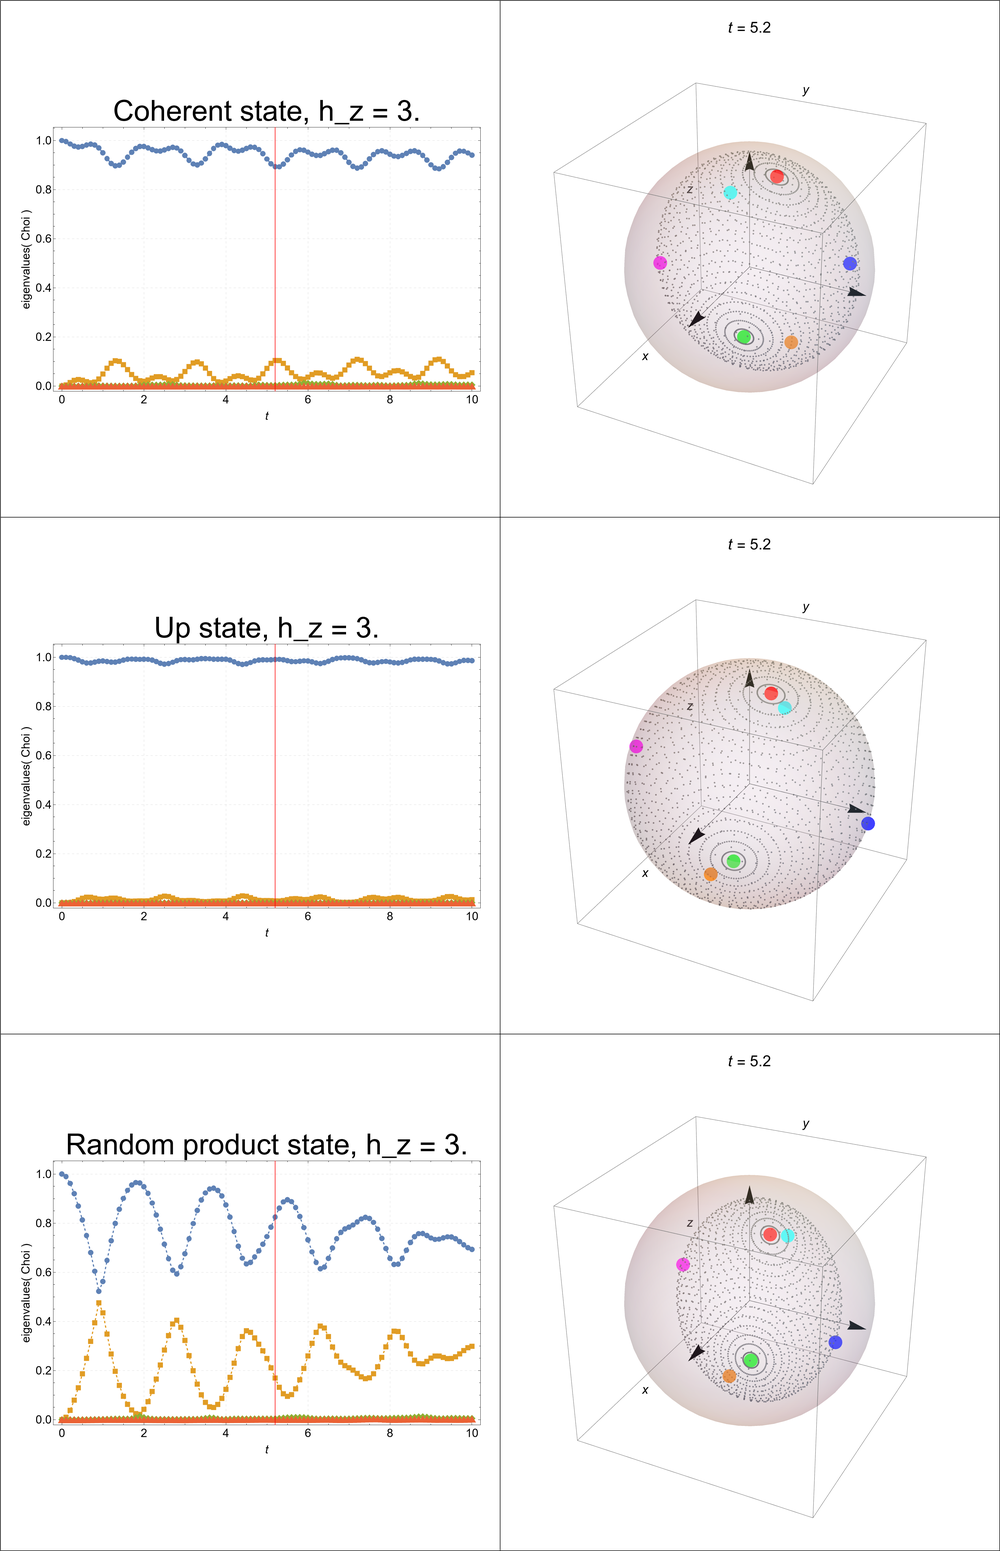 t = 5.2
Coherent state, h_z = 3.
y
1.0
0.8
z
0.6
eigenvalues( Choi )
0.4
0.2
x
0.0
0 2 4 6 8 10
t
t = 5.2
Up state, h_z = 3.
y
1.0
0.8
z
0.6
eigenvalues( Choi )
0.4
0.2
x
0.0
0 2 4 6 8 10
t
t = 5.2
Random product state, h_z = 3.
y
1.0
0.8
z
0.6
eigenvalues( Choi )
0.4
0.2
x
0.0
0 2 4 6 8 10
t